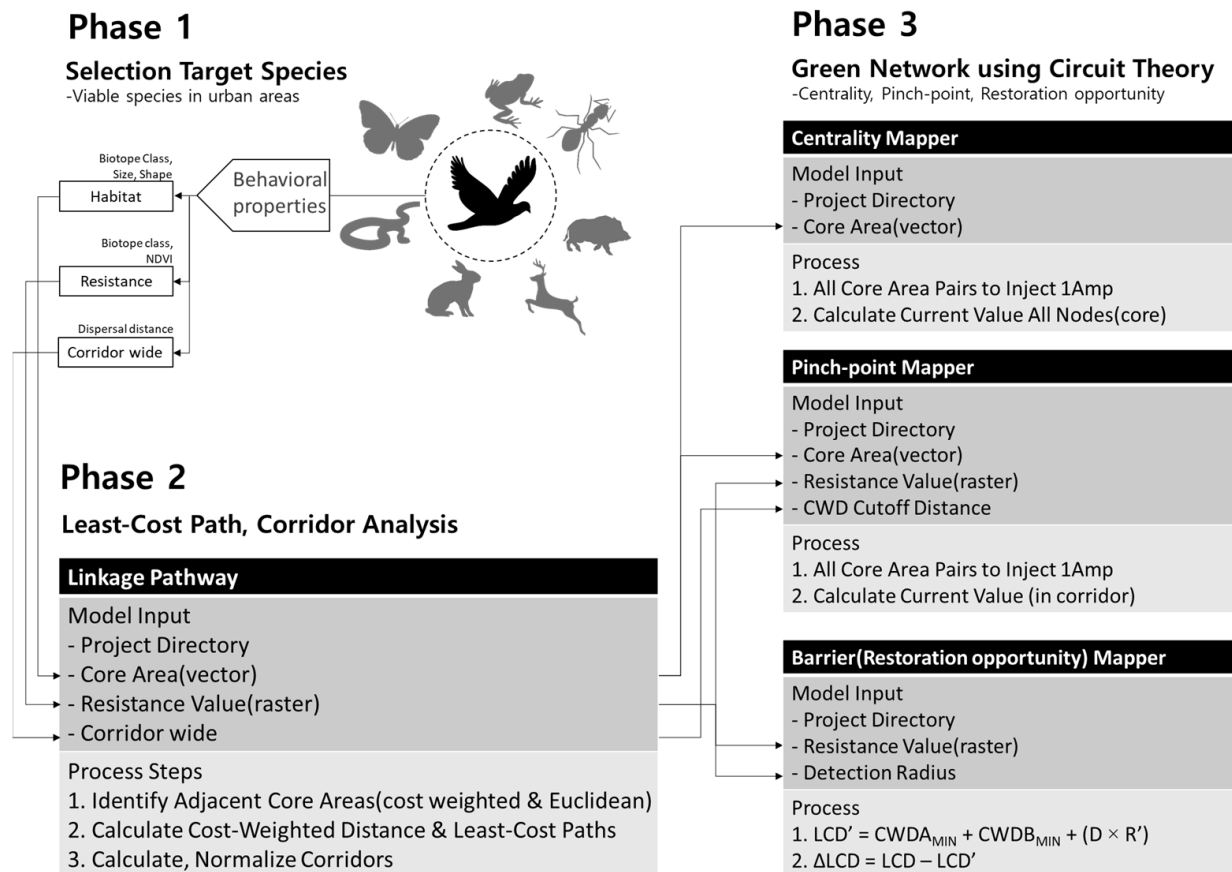 Phase 1
Selection Target Species
-Viable species in urban areas
Biotope Class,
Size, Shape
Habitat
Behavioral
properties
Biotope class,
NDVI
Resistance
Dispersal distance
Corridor wide
Phase 2
Least-Cost Path, Corridor Analysis
Linkage Pathway
Model Input
- Project Directory
- Core Area(vector)
- Resistance Value(raster)
- Corridor wide
Process Steps
1. Identify Adjacent Core Areas(cost weighted & Euclidean)
2. Calculate Cost-Weighted Distance & Least-Cost Paths
3. Calculate, Normalize Corridors
Phase 3
Green Network using Circuit Theory
-Centrality, Pinch-point, Restoration opportunity
Centrality Mapper
Model Input
- Project Directory
- Core Area(vector)
Process
1. All Core Area Pairs to Inject 1Amp
2. Calculate Current Value All Nodes(core)
Pinch-point Mapper
Model Input
- Project Directory
- Core Area(vector)
- Resistance Value(raster)
- CWD Cutoff Distance
Process
1. All Core Area Pairs to Inject 1Amp
2. Calculate Current Value (in corridor)
Barrier(Restoration opportunity) Mapper
Model Input
- Project Directory
- Resistance Value(raster)
- Detection Radius
Process
1. LCD’ = CWDA_MIN + CWDB_MIN + (D × R’)
2. ΔLCD = LCD – LCD’